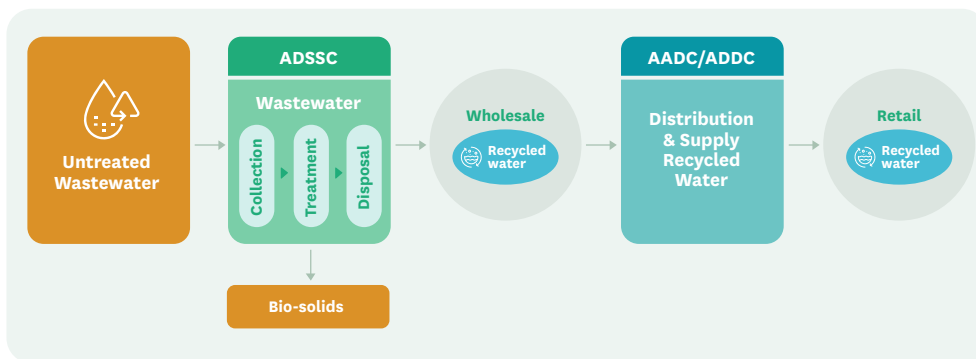 Untreated
Wastewater
ADSSC
Wastewater
Collection
Treatment
Disposal
Bio-solids
Wholesale
Recycled
water
AADC/ADDC
Distribution
& Supply
Recycled
Water
Retail
Recycled
water